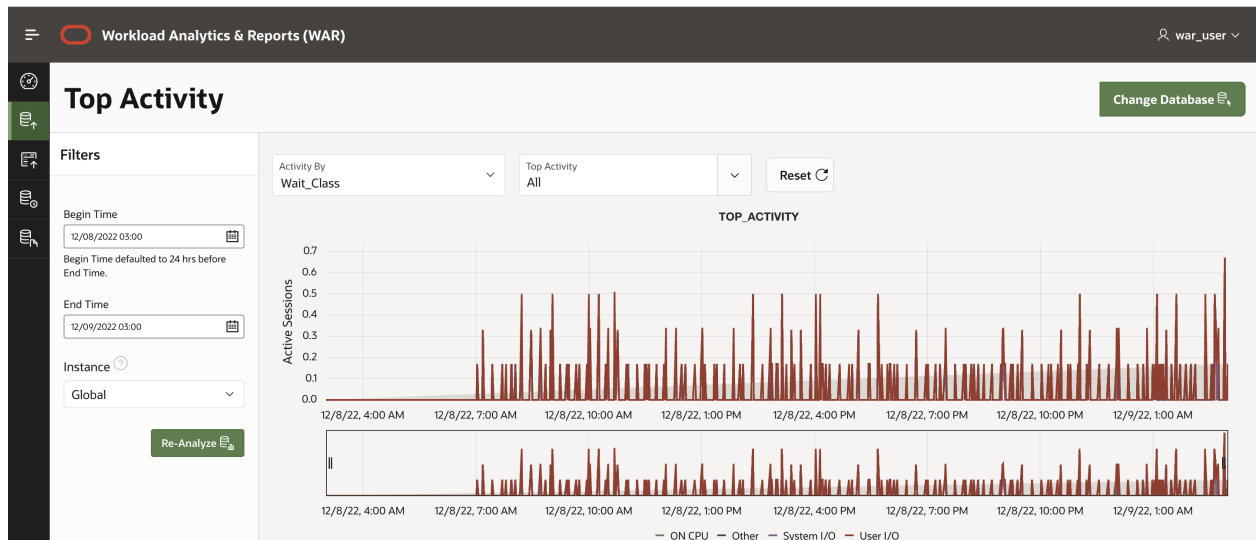 Workload Analytics & Reports (WAR)
war_user
Top Activity
Change Database
Filters
Begin Time
12/08/2022 03:00
Begin Time defaulted to 24 hrs before
End Time.
End Time
12/09/2022 03:00
Instance
?
Global
Re-Analyze
Activity By
Wait_Class
Top Activity
All
Reset
TOP_ACTIVITY
Active Sessions
0.7
0.6
0.5
0.4
0.3
0.2
0.1
0.0
12/8/22, 4:00 AM 12/8/22, 7:00 AM 12/8/22, 10:00 AM 12/8/22, 1:00 PM 12/8/22, 4:00 PM 12/8/22, 7:00 PM 12/8/22, 10:00 PM 12/9/22, 1:00 AM
12/8/22, 4:00 AM 12/8/22, 7:00 AM 12/8/22, 10:00 AM 12/8/22, 1:00 PM 12/8/22, 4:00 PM 12/8/22, 7:00 PM 12/8/22, 10:00 PM 12/9/22, 1:00 AM
ON CPU Other System I/O User I/O